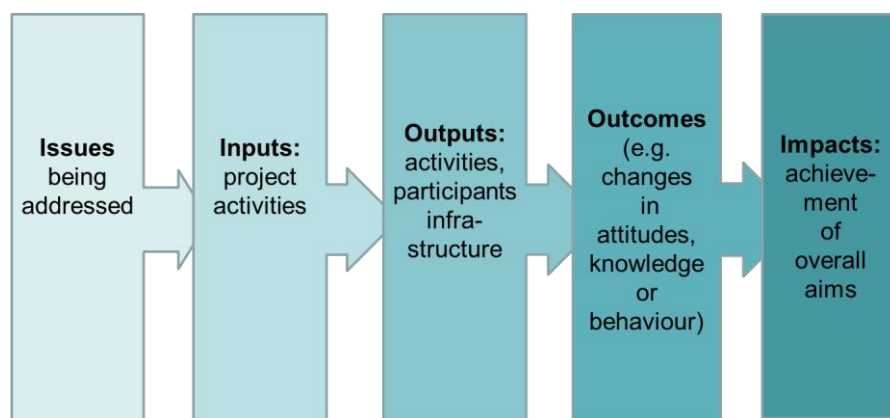 Issues
being
addressed
Inputs:
project
activities
Outputs:
activities,
participants
infra-
structure
Outcomes
(e.g.
changes
in
attitudes,
knowledge
or
behaviour)
Impacts:
achieve-
ment
of
overall
aims